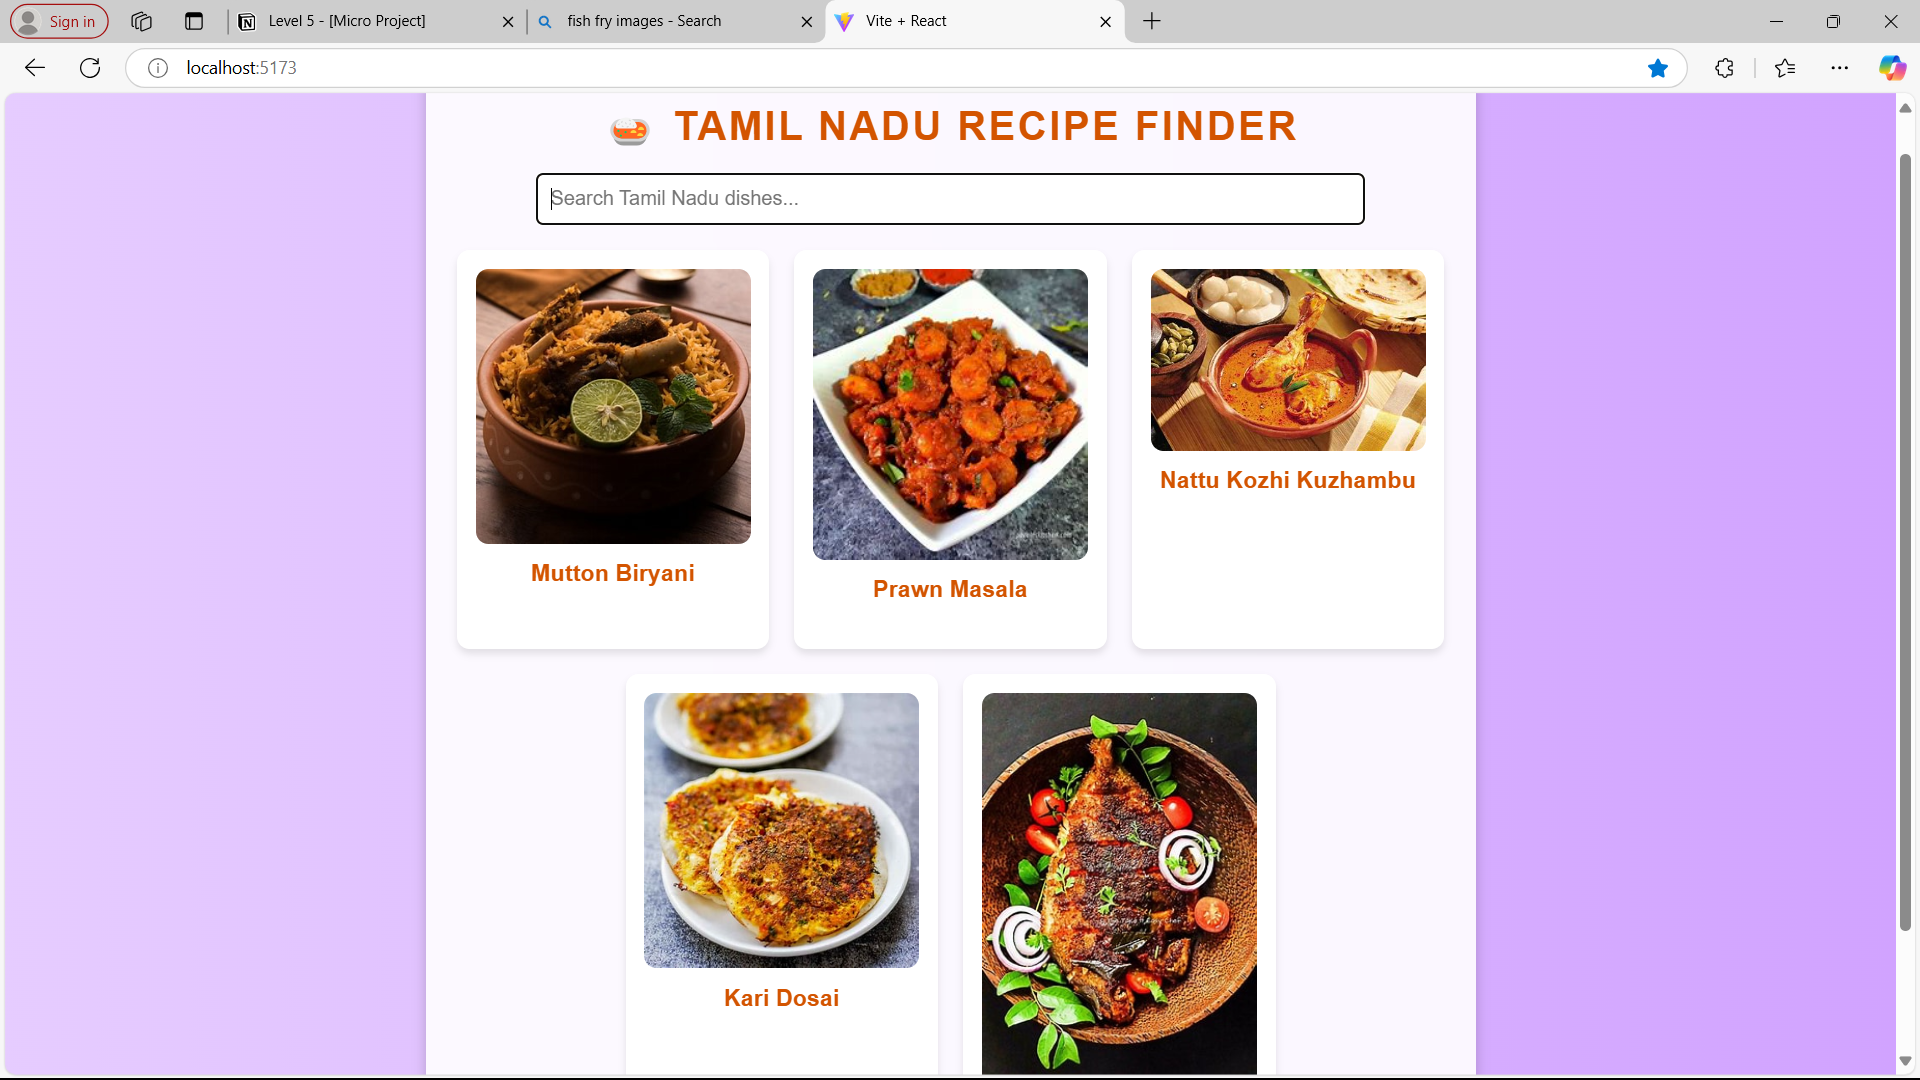 Sign in
Level 5 - [Micro Project]
fish fry images - Search
Vite + React
localhost:5173
TAMIL NADU RECIPE FINDER
Search Tamil Nadu dishes...
Mutton Biryani
Prawn Masala
Nattu Kozhi Kuzhambu
Kari Dosai